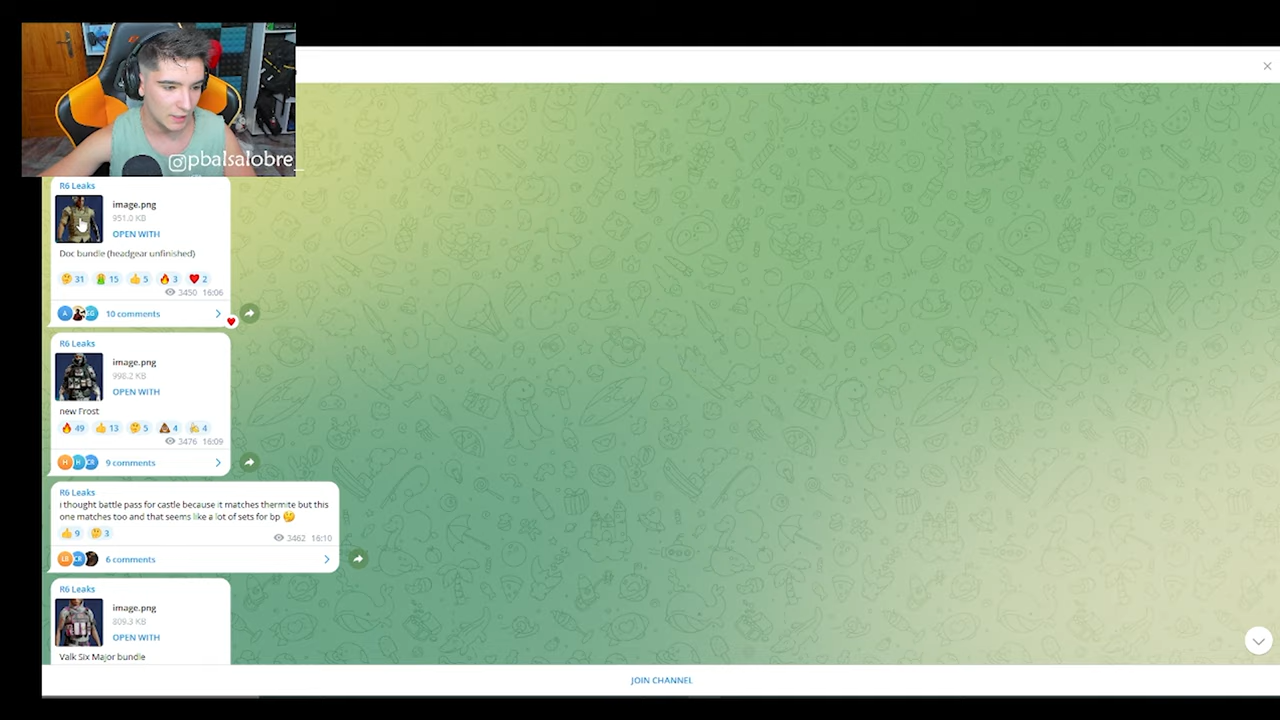 pbalsalobre_
R6 Leaks
image.png
951.0 KB
OPEN WITH
Doc bundle (headgear unfinished)
31 15 5 3 2
3450 16:06
A GG
10 comments
R6 Leaks
image.png
998.2 KB
OPEN WITH
new Frost
49 13 5 4 4
3476 16:09
H H CR
9 comments
R6 Leaks
i thought battle pass for castle because it matches thermite but this
one matches too and that seems like a lot of sets for bp
9 3
3462 16:10
LB CR
6 comments
R6 Leaks
image.png
809.3 KB
OPEN WITH
Valk Six Major bundle
JOIN CHANNEL